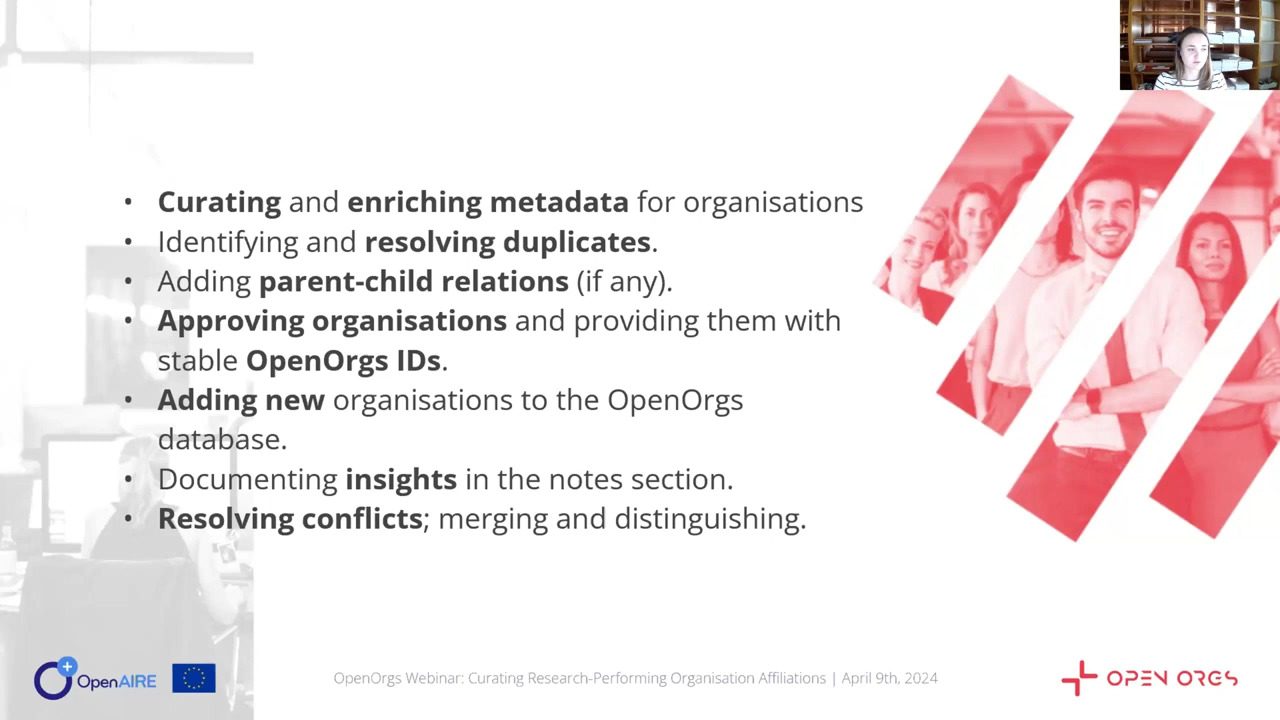 • Curating and enriching metadata for organisations
• Identifying and resolving duplicates.
• Adding parent-child relations (if any).
• Approving organisations and providing them with
stable OpenOrgs IDs.
• Adding new organisations to the OpenOrgs
database.
• Documenting insights in the notes section.
• Resolving conflicts; merging and distinguishing.
OpenAIRE
OpenOrgs Webinar: Curating Research-Performing Organisation Affiliations | April 9th, 2024
OPEN ORGS